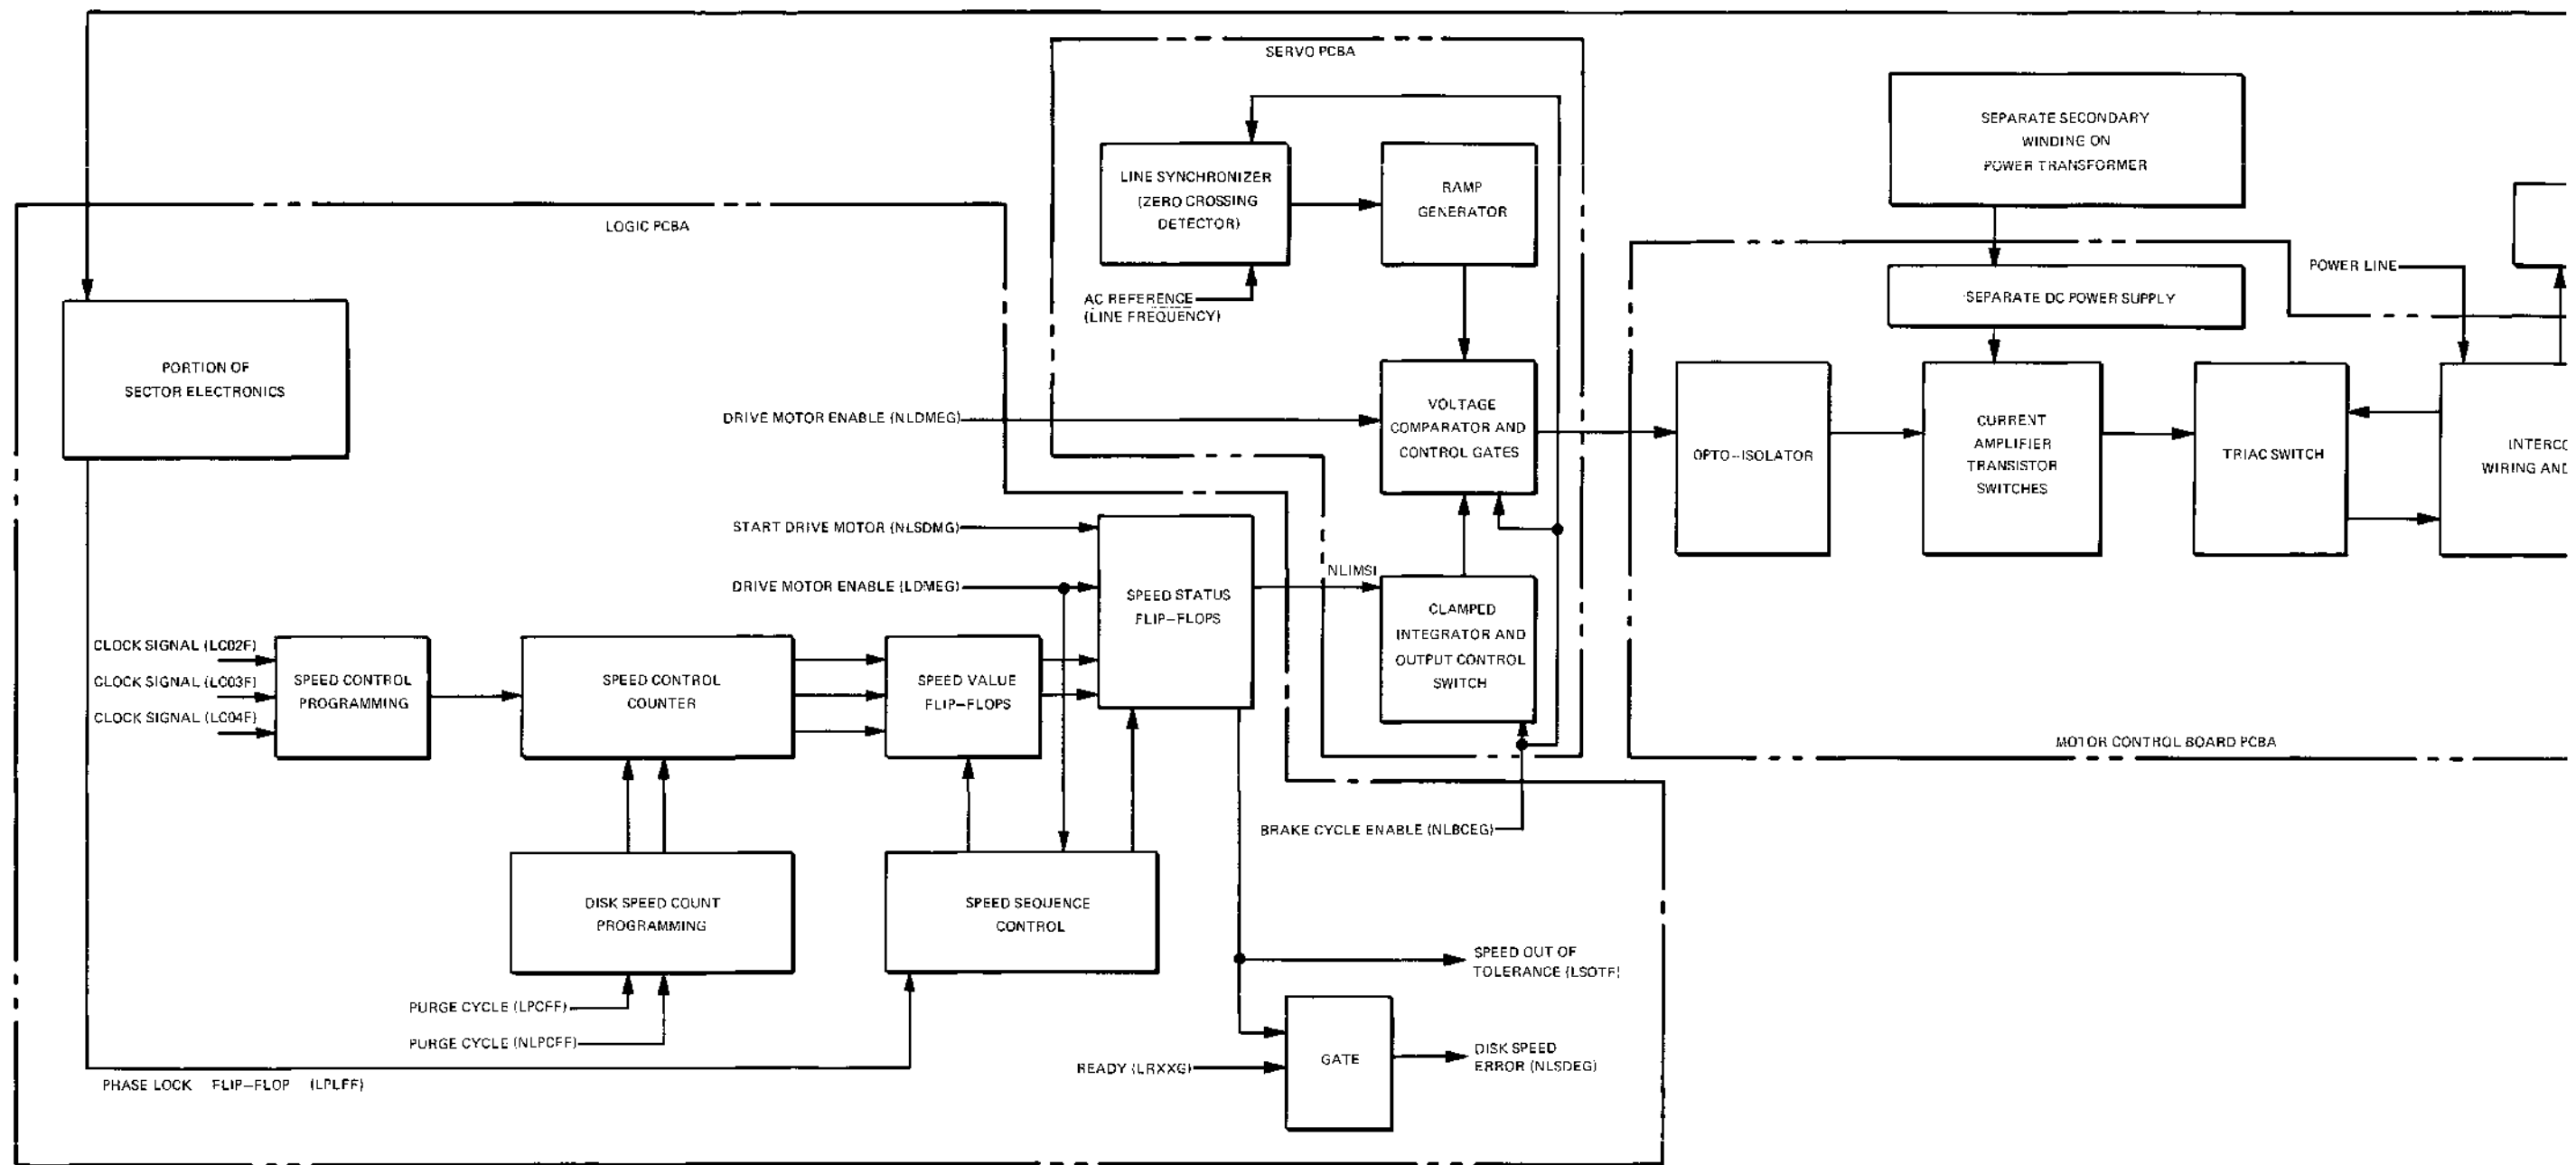 SERVO PCBA
LINE SYNCHRONIZER
(ZERO CROSSING
DETECTOR)
RAMP
GENERATOR
AC REFERENCE
(LINE FREQUENCY)
SEPARATE SECONDARY
WINDING ON
POWER TRANSFORMER
SEPARATE DC POWER SUPPLY
POWER LINE
LOGIC PCBA
PORTION OF
SECTOR ELECTRONICS
DRIVE MOTOR ENABLE (NLDMEG)
VOLTAGE
COMPARATOR AND
CONTROL GATES
OPTO-ISOLATOR
CURRENT
AMPLIFIER
TRANSISTOR
SWITCHES
TRIAC SWITCH
INTERCO
WIRING AND
START DRIVE MOTOR (NLSDMG)
DRIVE MOTOR ENABLE (LDMEG)
SPEED STATUS
FLIP-FLOPS
NLIMSI
CLAMPED
INTEGRATOR AND
OUTPUT CONTROL
SWITCH
CLOCK SIGNAL (LC02F)
CLOCK SIGNAL (LC03F)
CLOCK SIGNAL (LC04F)
SPEED CONTROL
PROGRAMMING
SPEED CONTROL
COUNTER
SPEED VALUE
FLIP-FLOPS
MOTOR CONTROL BOARD PCBA
BRAKE CYCLE ENABLE (NLBCEG)
DISK SPEED COUNT
PROGRAMMING
SPEED SEQUENCE
CONTROL
SPEED OUT OF
TOLERANCE (LSOTF)
PURGE CYCLE (LPCFF)
PURGE CYCLE (NLPCFF)
PHASE LOCK FLIP-FLOP (LPLFF)
READY (LRXXG)
GATE
DISK SPEED
ERROR (NLSDEG)